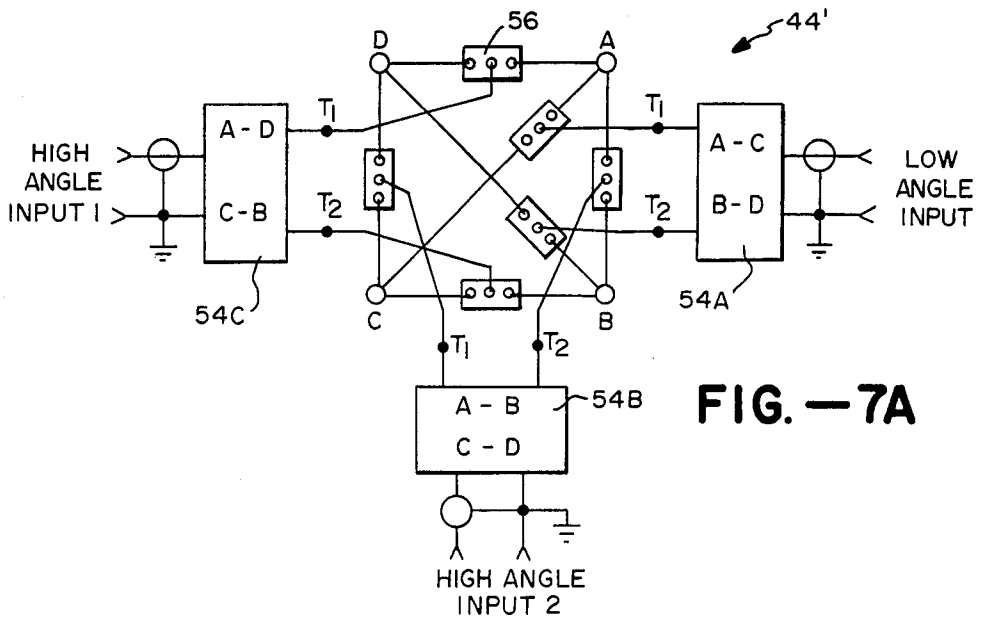 56
44'
D
A
T1
A - D
C - B
T2
54C
HIGH
ANGLE
INPUT 1
T1
A - C
B - D
T2
54A
LOW
ANGLE
INPUT
C
B
T1
T2
A - B
C - D
54B
HIGH ANGLE
INPUT 2
FIG. — 7A